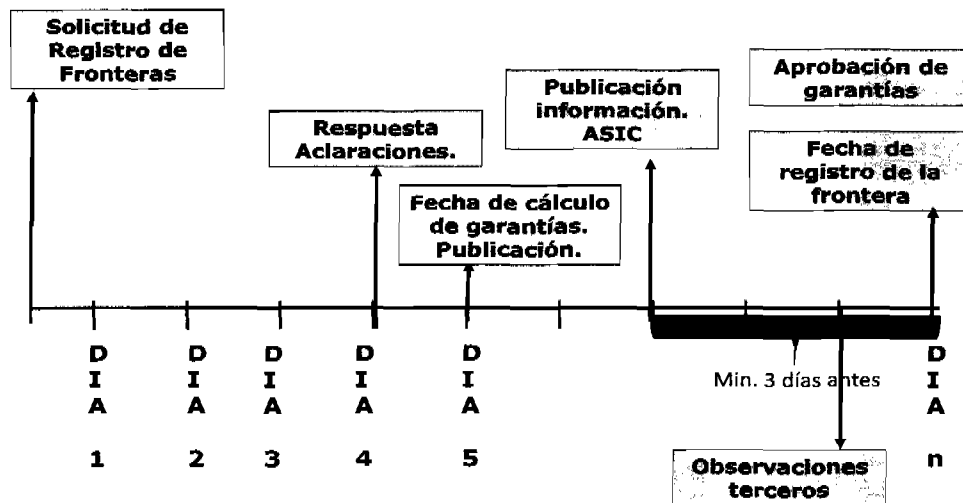 Solicitud de
Registro de
Fronteras
Respuesta
Aclaraciones.
Fecha de cálculo
de garantías.
Publicación.
Publicación
información.
ASIC
Aprobación de
garantías
Fecha de
registro de la
frontera
DIA
1
DIA
2
DIA
3
DIA
4
DIA
5
Min. 3 días antes
DIA
n
Observaciones
terceros